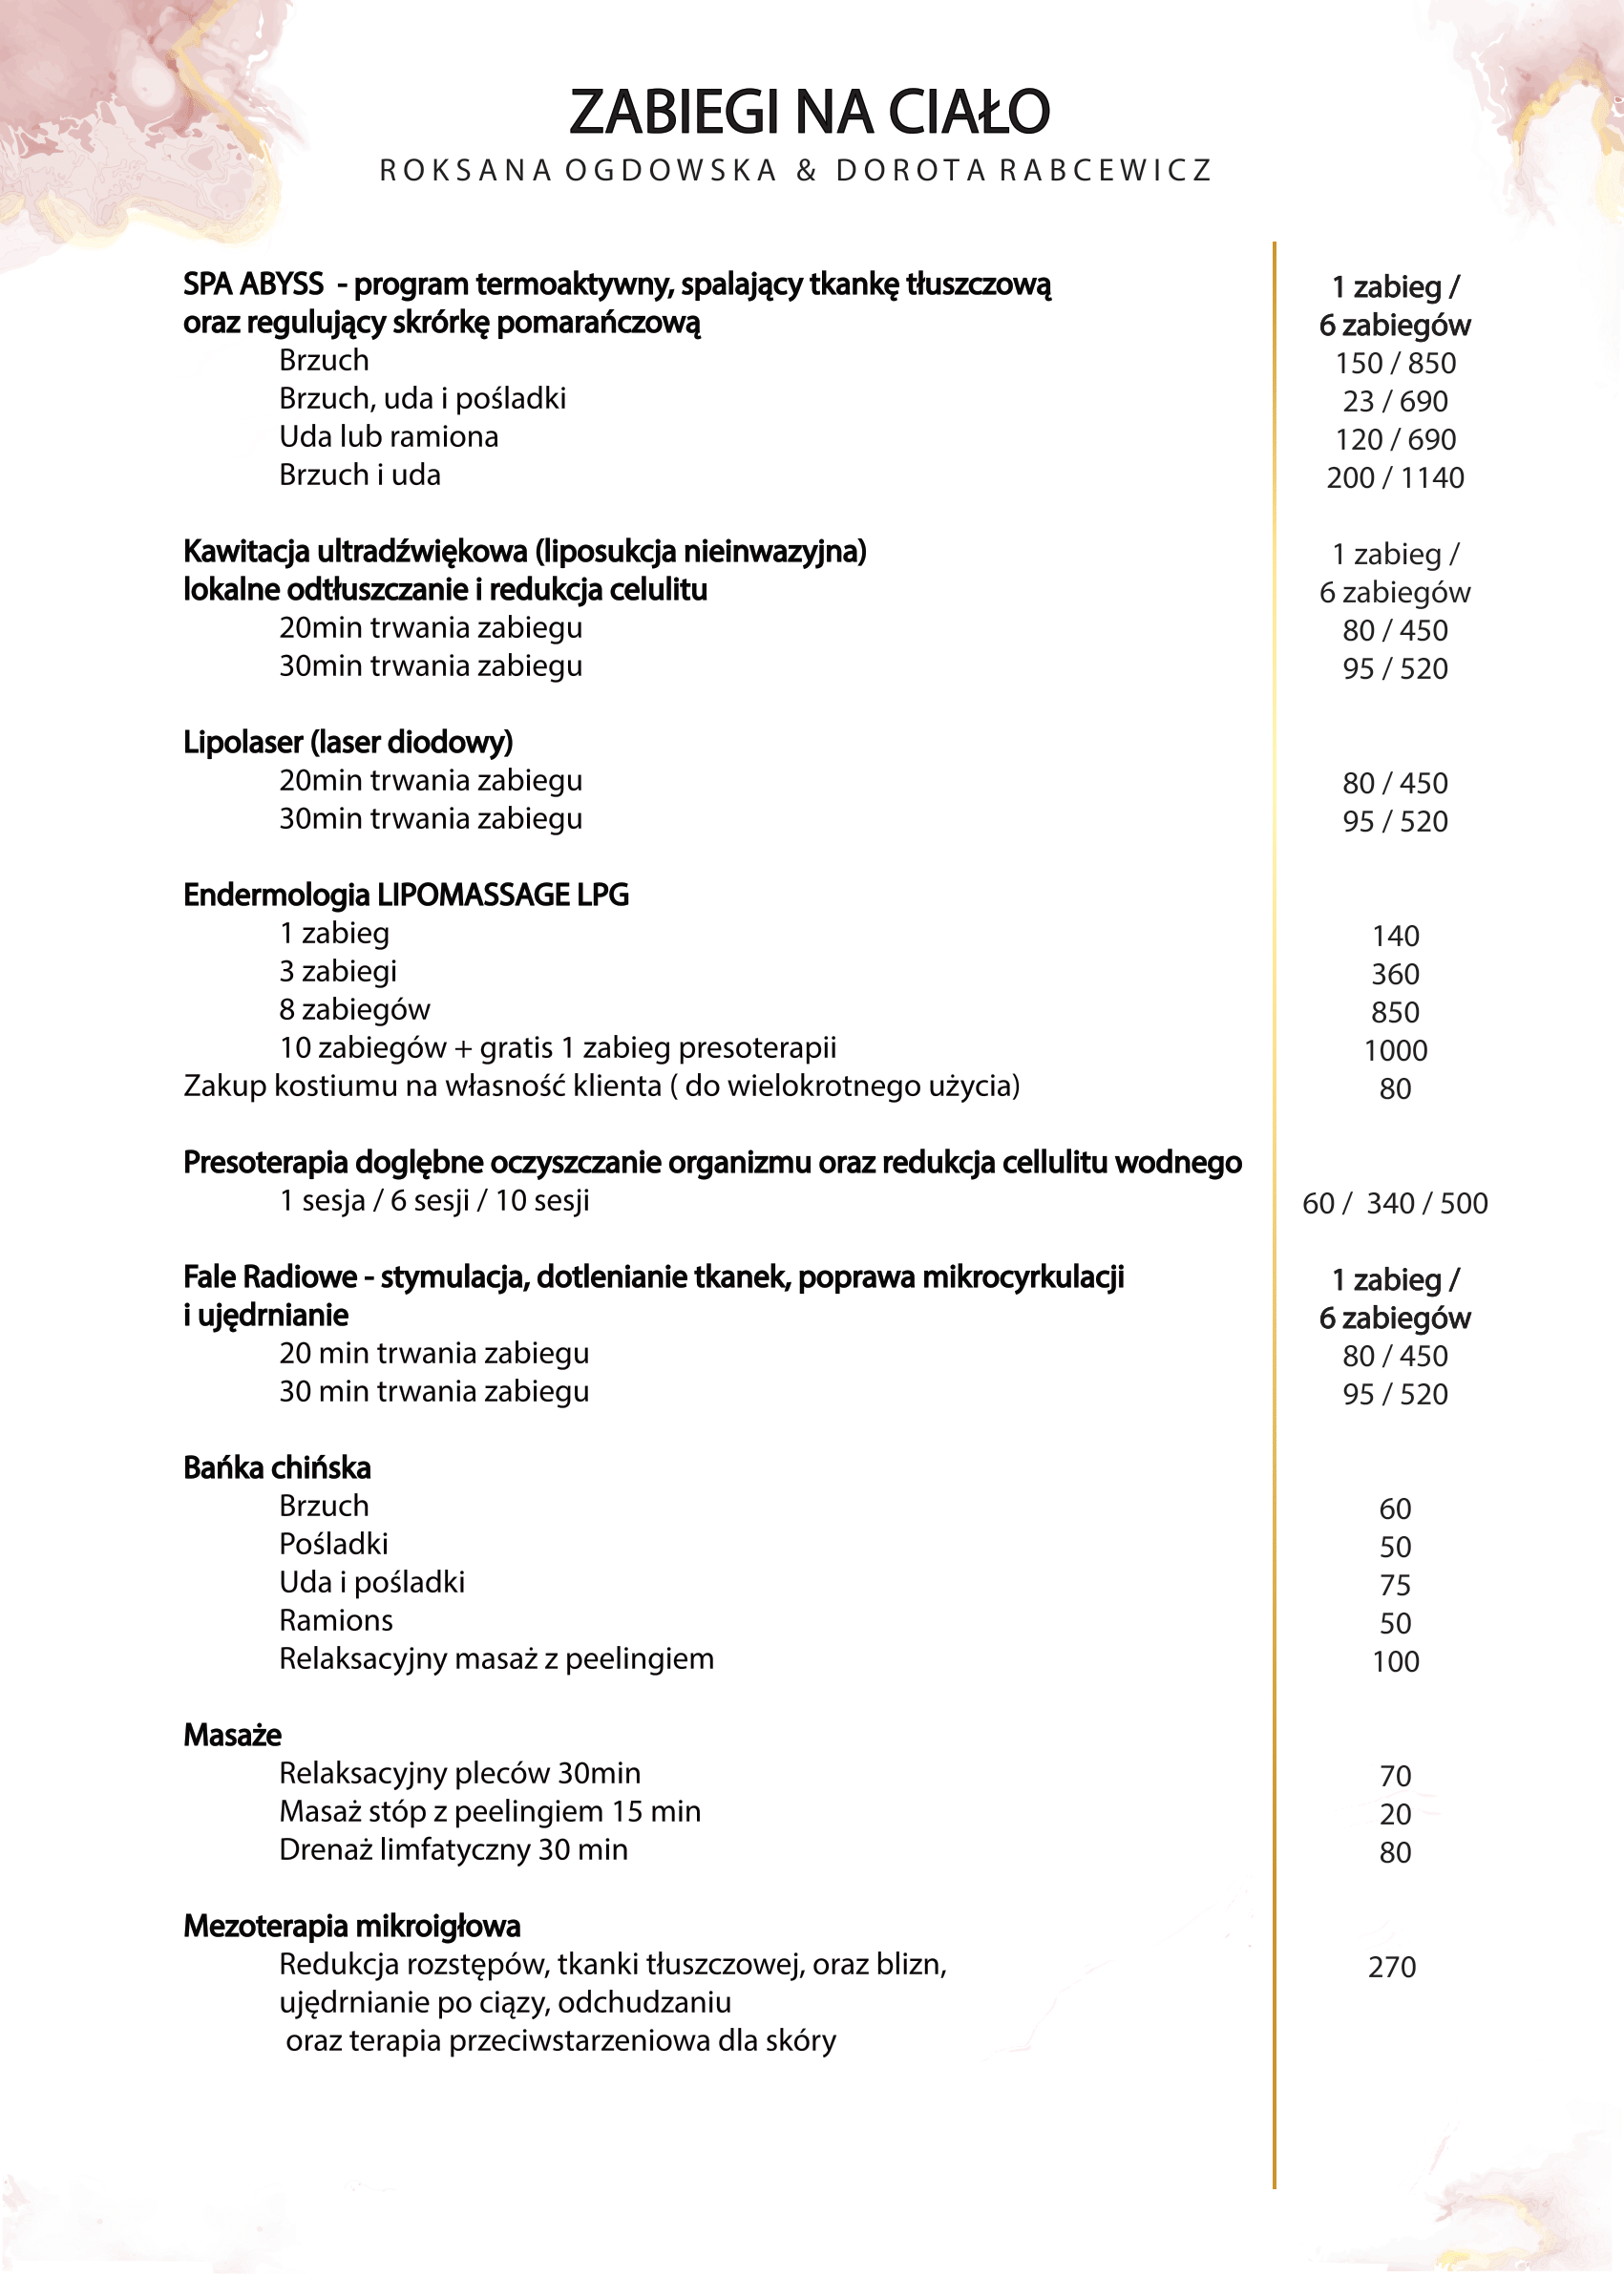 ZABIEGI NA CIAŁO
ROKSANA OGDOWSKA & DOROTA RABCEWICZ
SPA ABYSS - program termoaktywny, spalający tkankę tłuszczową 1 zabieg /
oraz regulujący skrórkę pomarańczową 6 zabiegów
Brzuch 150 / 850
Brzuch, uda i pośladki 23 / 690
Uda lub ramiona 120 / 690
Brzuch i uda 200 / 1140
Kawitacja ultradźwiękowa (liposukcja nieinwazyjna) 1 zabieg /
lokalne odtłuszczanie i redukcja celulitu 6 zabiegów
20min trwania zabiegu 80 / 450
30min trwania zabiegu 95 / 520
Lipolaser (laser diodowy)
20min trwania zabiegu 80 / 450
30min trwania zabiegu 95 / 520
Endermologia LIPOMASSAGE LPG
1 zabieg 140
3 zabiegi 360
8 zabiegów 850
10 zabiegów + gratis 1 zabieg presoterapii 1000
Zakup kostiumu na własność klienta ( do wielokrotnego użycia) 80
Presoterapia doglębne oczyszczanie organizmu oraz redukcja cellulitu wodnego
1 sesja / 6 sesji / 10 sesji 60 / 340 / 500
Fale Radiowe - stymulacja, dotlenianie tkanek, poprawa mikrocyrkulacji 1 zabieg /
i ujędrnianie 6 zabiegów
20 min trwania zabiegu 80 / 450
30 min trwania zabiegu 95 / 520
Bańka chińska
Brzuch 60
Pośladki 50
Uda i pośladki 75
Ramions 50
Relaksacyjny masaż z peelingiem 100
Masaże
Relaksacyjny pleców 30min 70
Masaż stóp z peelingiem 15 min 20
Drenaż limfatyczny 30 min 80
Mezoterapia mikroigłowa
Redukcja rozstępów, tkanki tłuszczowej, oraz blizn, 270
ujędrnianie po ciązy, odchudzaniu
oraz terapia przeciwstarzeniowa dla skóry